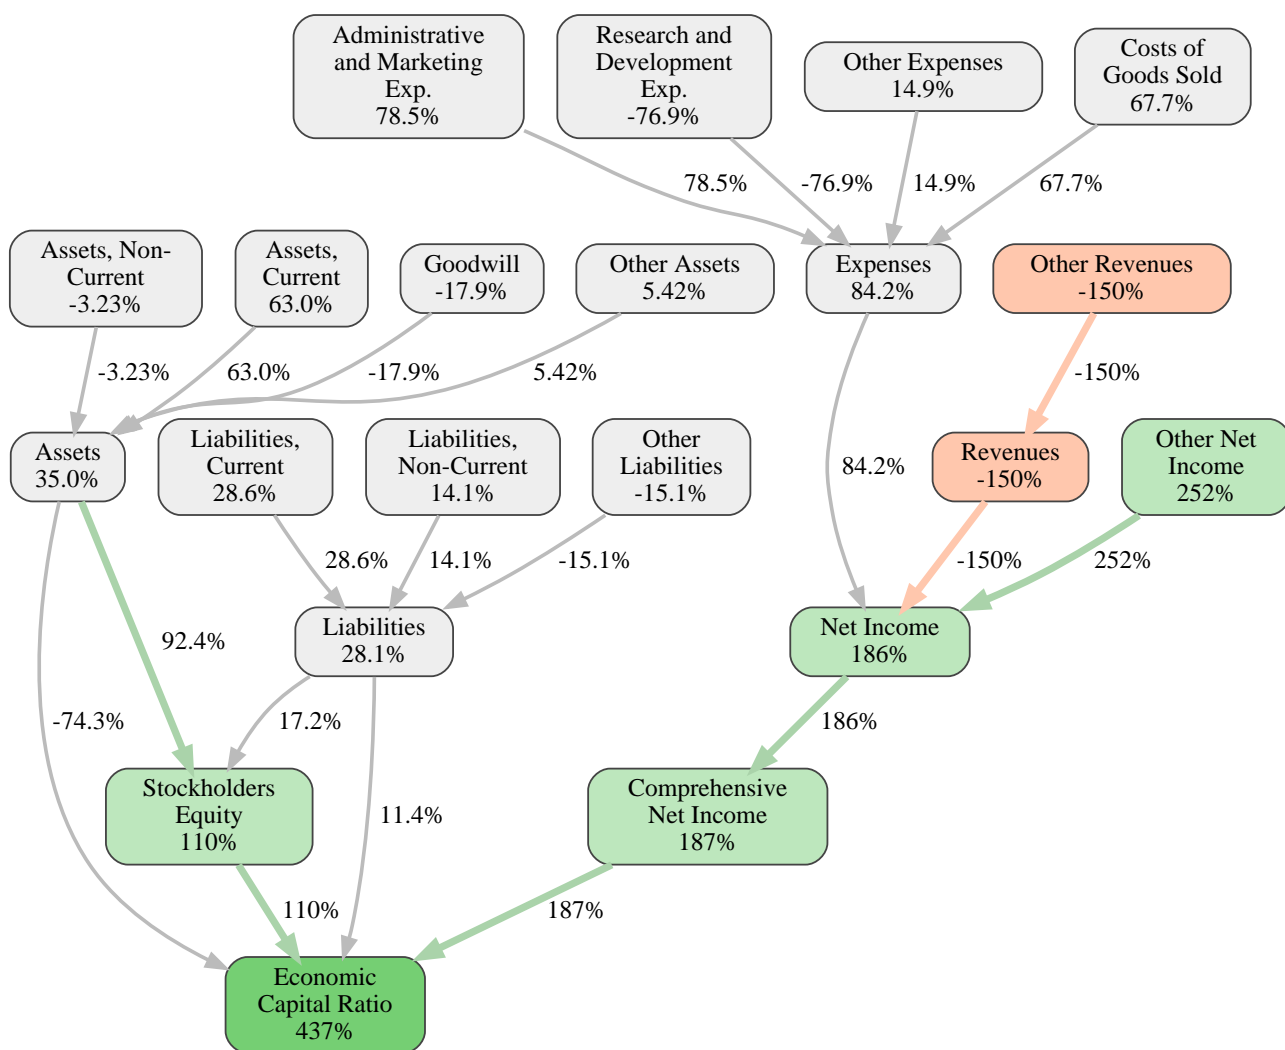 Administrative
and Marketing
Exp.
78.5%
Research and
Development
Exp.
-76.9%
Other Expenses
14.9%
Costs of
Goods Sold
67.7%
78.5%
-76.9%
14.9%
67.7%
Assets, Non-
Current
-3.23%
Assets,
Current
63.0%
Goodwill
-17.9%
Other Assets
5.42%
Expenses
84.2%
Other Revenues
-150%
-3.23%
63.0%
-17.9%
5.42%
-150%
Assets
35.0%
Liabilities,
Current
28.6%
Liabilities,
Non-Current
14.1%
Other
Liabilities
-15.1%
84.2%
Revenues
-150%
Other Net
Income
252%
28.6%
14.1%
-15.1%
-150%
252%
92.4%
Liabilities
28.1%
Net Income
186%
-74.3%
17.2%
186%
Stockholders
Equity
110%
11.4%
Comprehensive
Net Income
187%
110%
187%
Economic
Capital Ratio
437%